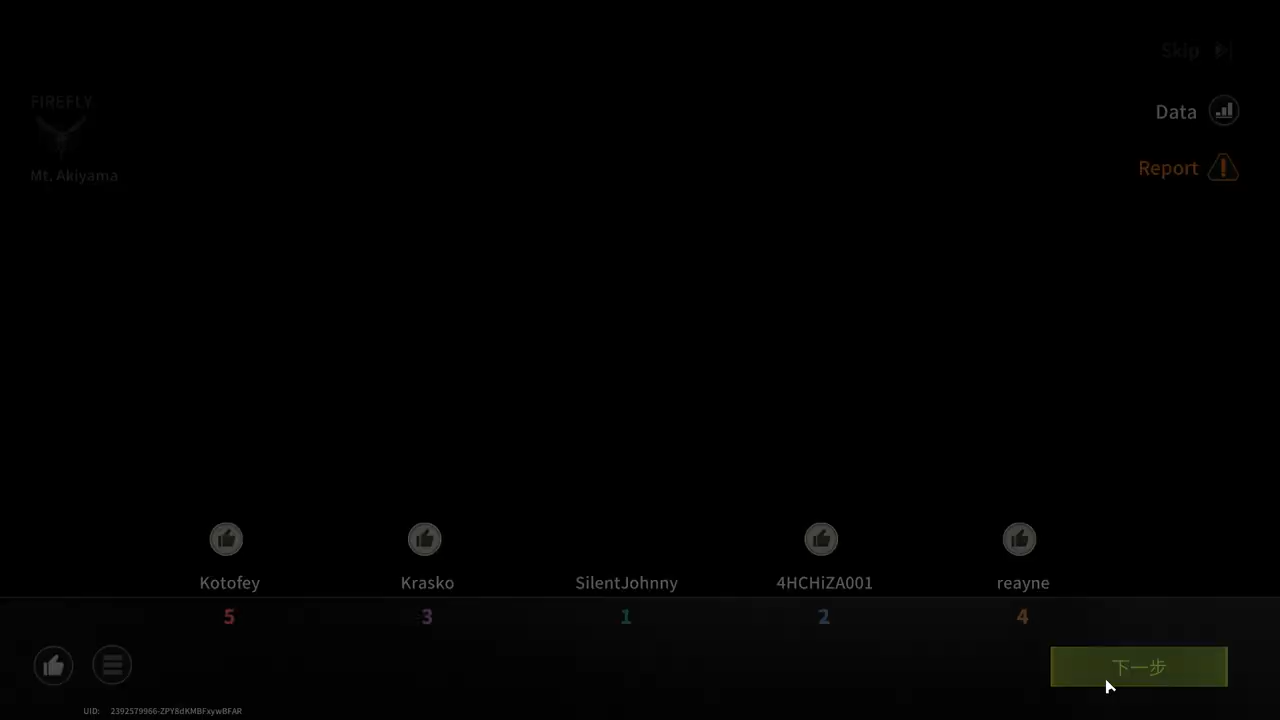 Skip
FIREFLY
Data
Report
Mt. Akiyama
Kotofey
Krasko
SilentJohnny
4HCHiZA001
reayne
5
3
1
2
4
下一步
UID: 2392579966-ZPY8dKMBFxywBFAR